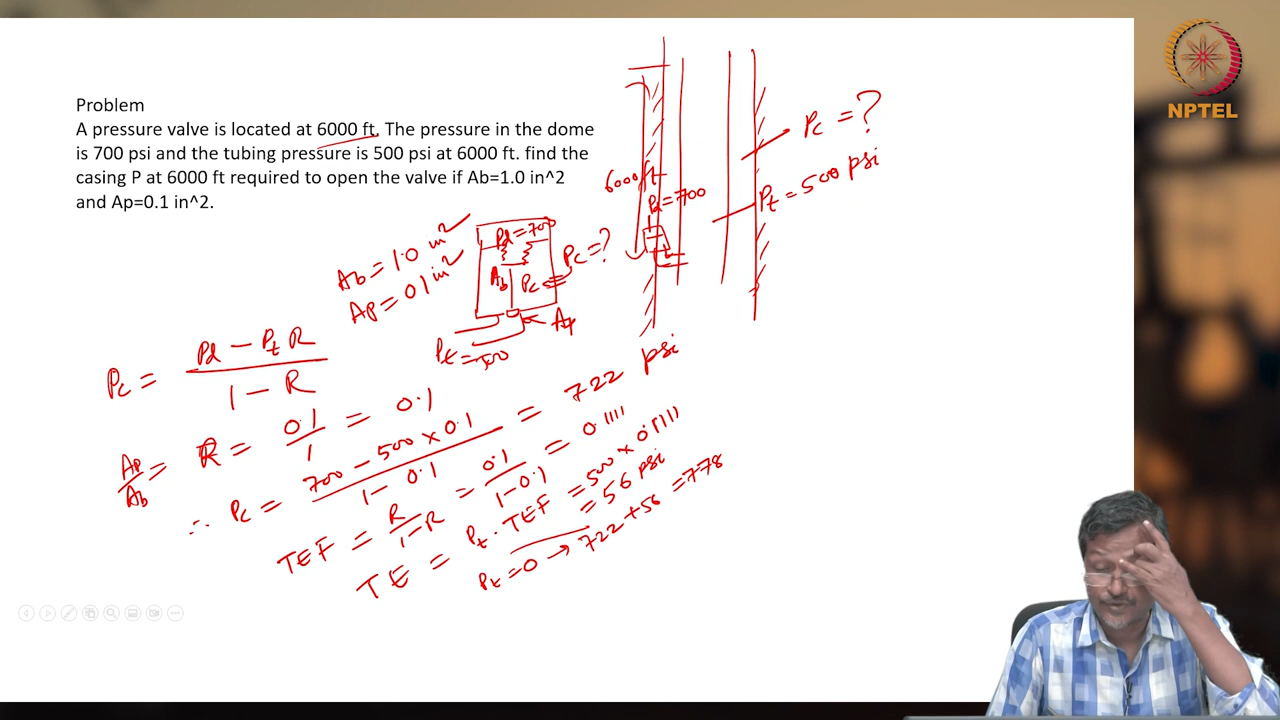 NPTEL
Problem
A pressure valve is located at 6000 ft. The pressure in the dome
is 700 psi and the tubing pressure is 500 psi at 6000 ft. find the
casing P at 6000 ft required to open the valve if Ab=1.0 in^2
and Ap=0.1 in^2.
Pc = ?
Pt = 500 psi
6000 ft
Pd = 700
Ab = 1.0 in²
Ap = 0.1 in²
Pd = 700
Ab
Pc
Pc = ?
Ap
Pt = 500
Pc = Pd - Pt R / 1 - R
Ap/Ab = R = 0.1/1 = 0.1
∴ Pc = 700 - 500 × 0.1 / 1 - 0.1 = 722 psi
TEF = R/1-R = 0.1/1-0.1 = 0.1111
TE = Pt . TEF = 500 × 0.1111
= 56 psi
Pt = 0 → 722 + 56 = 778